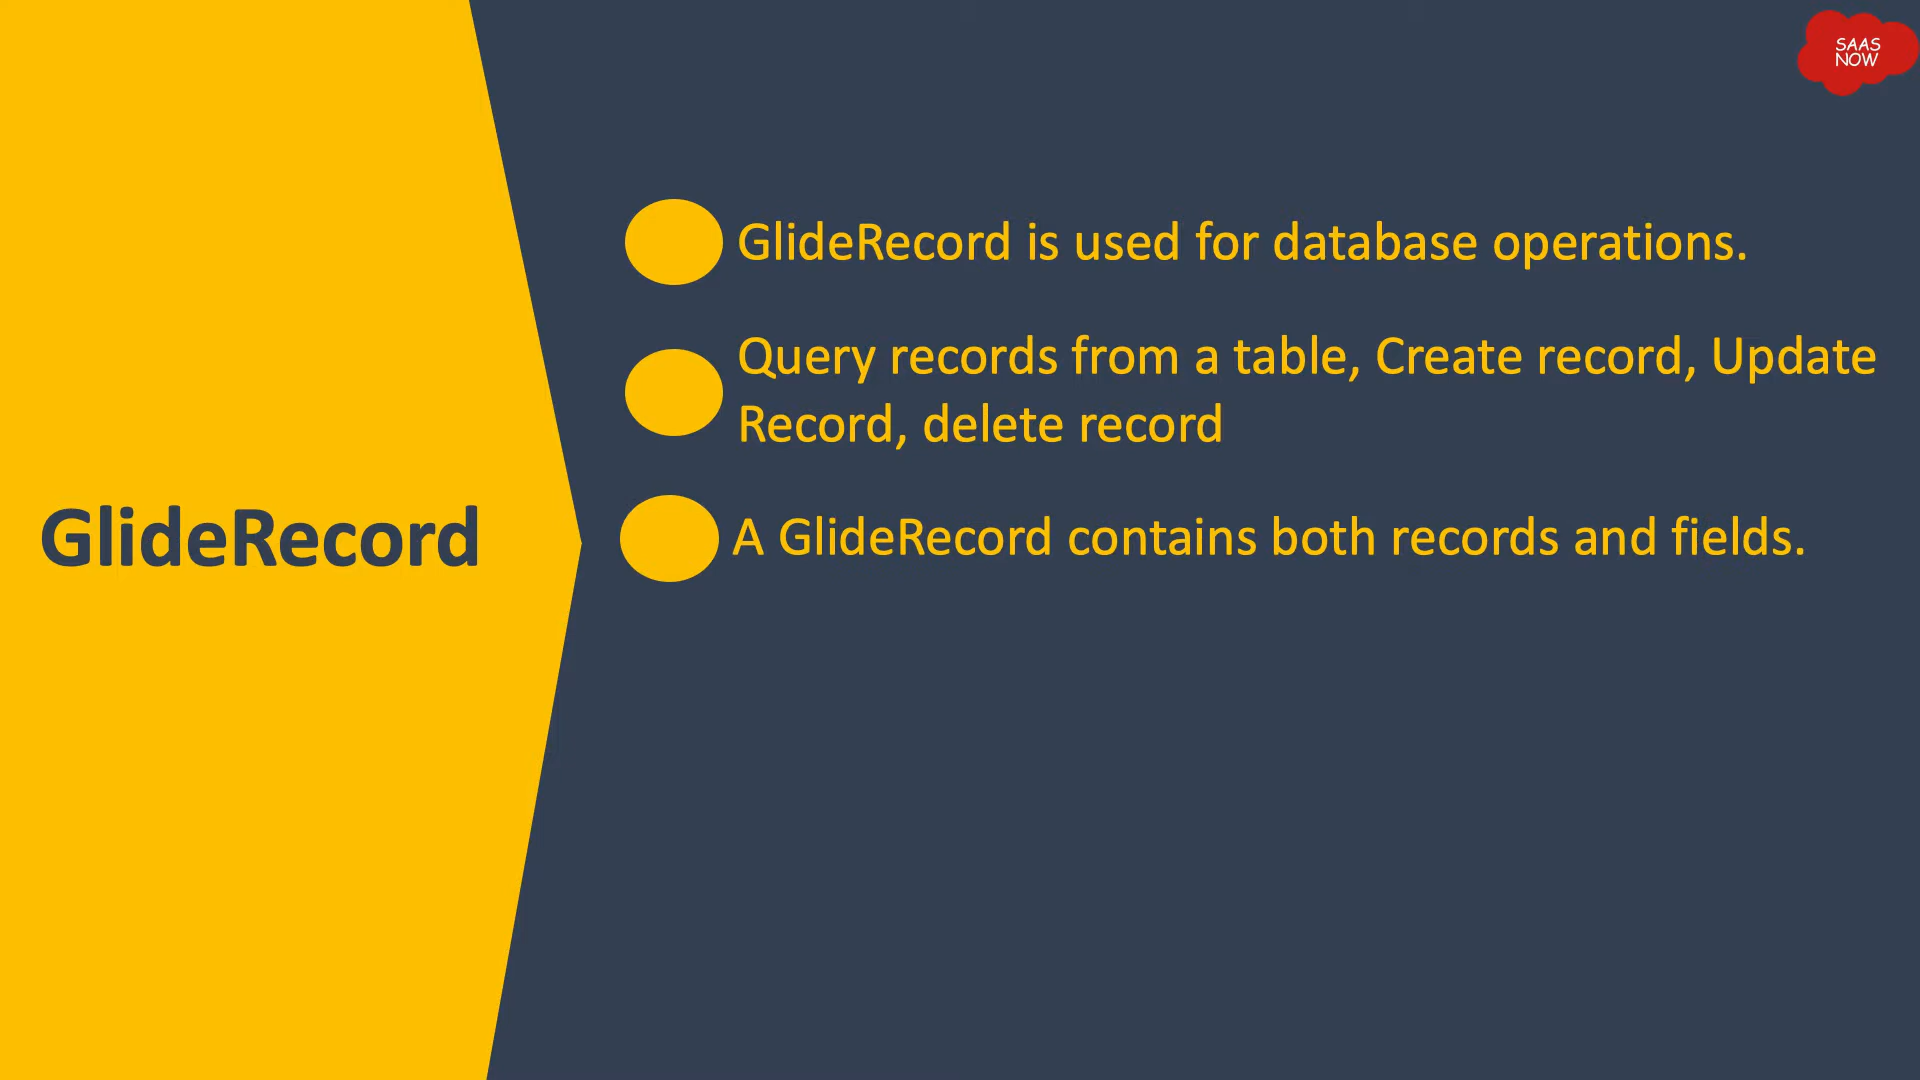 SAAS
NOW
GlideRecord is used for database operations.
Query records from a table, Create record, Update
Record, delete record
GlideRecord
A GlideRecord contains both records and fields.